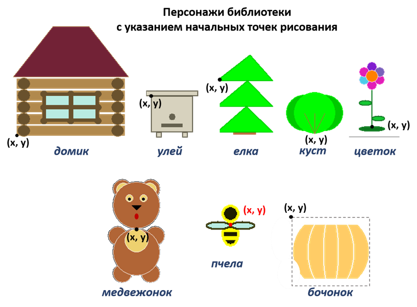 Персонажи библиотеки
с указанием начальных точек рисования
(x, y)
(x, y)
(x, y)
(x, y)
(x, y)
домик
улей
елка
куст
цветок
(x, y)
(x, y)
(x, y)
медвежонок
пчела
бочонок